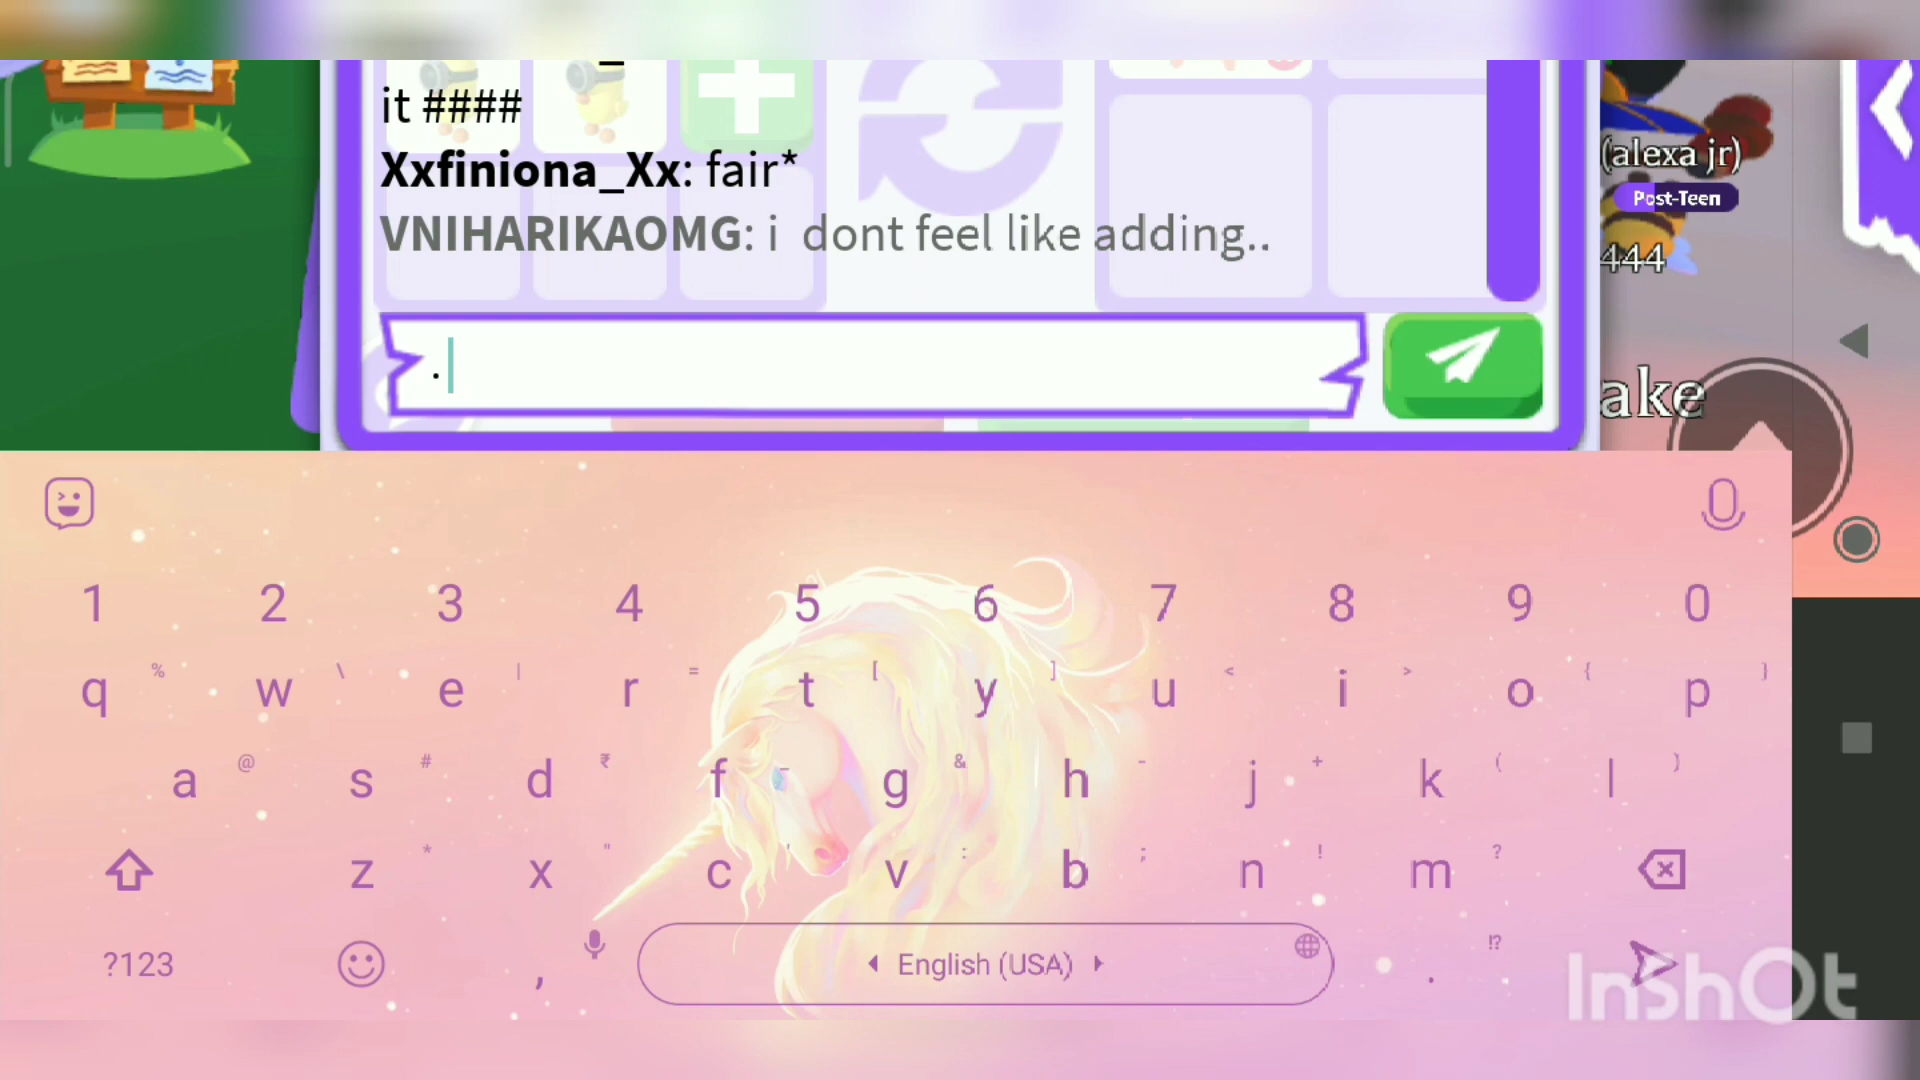 it ####
Xxfiniona_Xx: fair*
VNIHARIKAOMG: i dont feel like adding..
.
(alexa jr)
Post-Teen
444
ake
1 2 3 4 5 6 7 8 9 0
% \ | = [ ] < > { }
q w e r t y u i o p
@ # ₹ _ & - + ( )
a s d f g h j k l
* " ' : ; ! ?
z x c v b n m
?123 , ◀ English (USA) ▶ . !?
InShOt